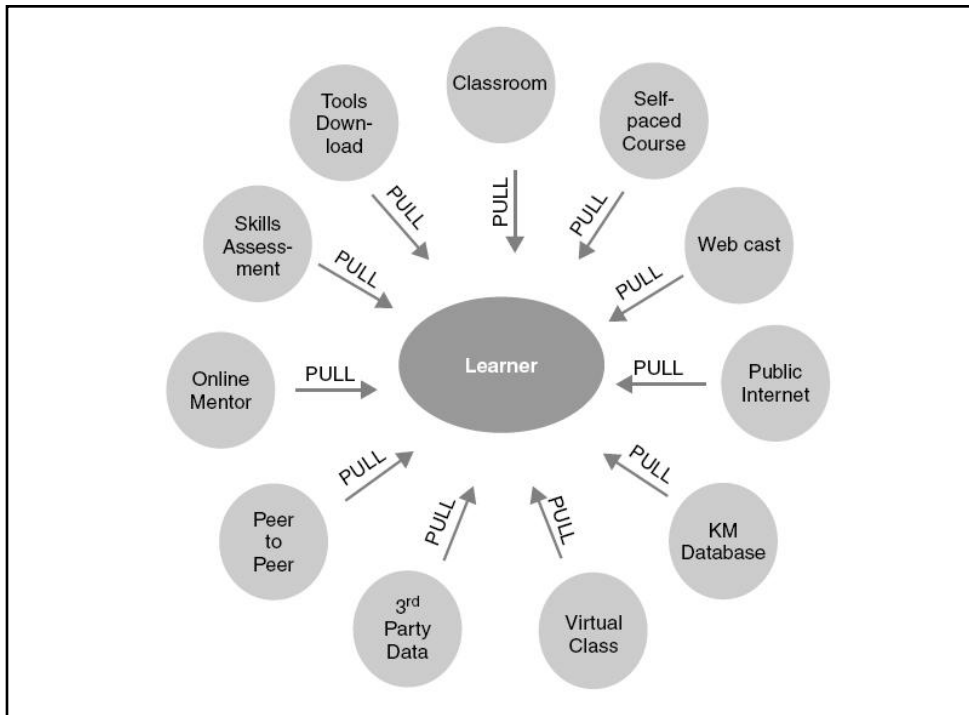 Classroom
PULL
Self-
paced
Course
PULL
Web cast
PULL
Public
Internet
PULL
KM
Database
PULL
Virtual
Class
PULL
3rd
Party
Data
PULL
Peer
to
Peer
PULL
Online
Mentor
PULL
Skills
Assess-
ment
PULL
Tools
Down-
load
PULL
Learner